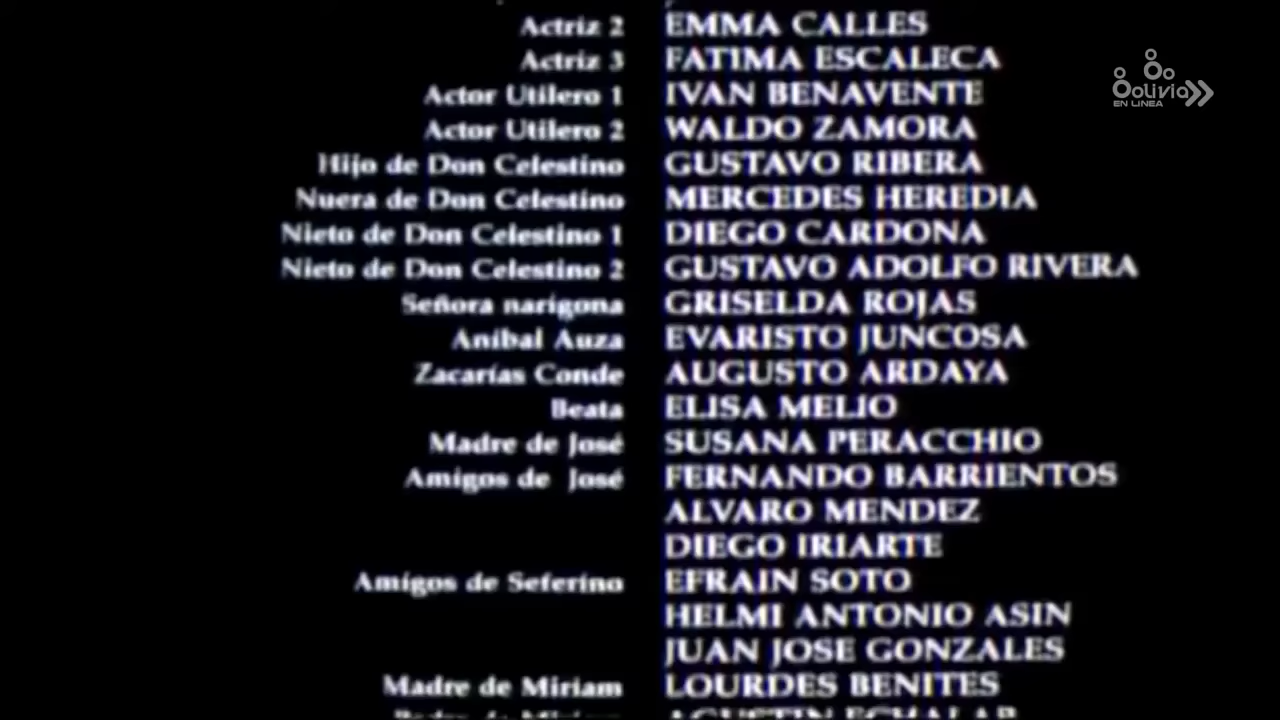 Actriz 2 EMMA CALLES
Actriz 3 FATIMA ESCALECA
Actor Utilero 1 IVAN BENAVENTE
Actor Utilero 2 WALDO ZAMORA
Hijo de Don Celestino GUSTAVO RIBERA
Nuera de Don Celestino MERCEDES HEREDIA
Nieto de Don Celestino 1 DIEGO CARDONA
Nieto de Don Celestino 2 GUSTAVO ADOLFO RIVERA
Señora narigona GRISELDA ROJAS
Aníbal Auza EVARISTO JUNCOSA
Zacarías Conde AUGUSTO ARDAYA
Beata ELISA MELIO
Madre de José SUSANA PERACCHIO
Amigos de José FERNANDO BARRIENTOS
ALVARO MENDEZ
DIEGO IRIARTE
Amigos de Seferino EFRAIN SOTO
HELMI ANTONIO ASIN
JUAN JOSE GONZALES
Madre de Miriam LOURDES BENITES
olivia
EN LINEA